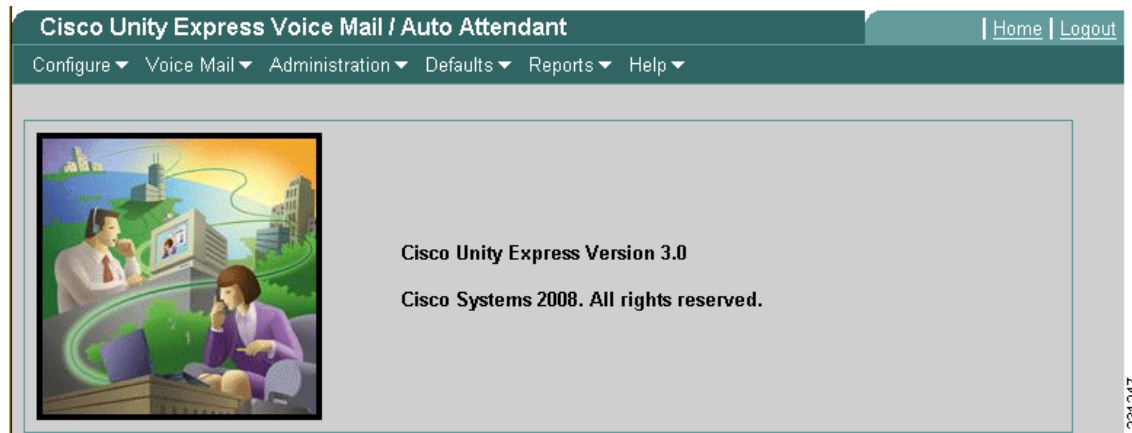 Cisco Unity Express Voice Mail / Auto Attendant
Home | Logout
Configure ▼ Voice Mail ▼ Administration ▼ Defaults ▼ Reports ▼ Help ▼
Cisco Unity Express Version 3.0
Cisco Systems 2008. All rights reserved.